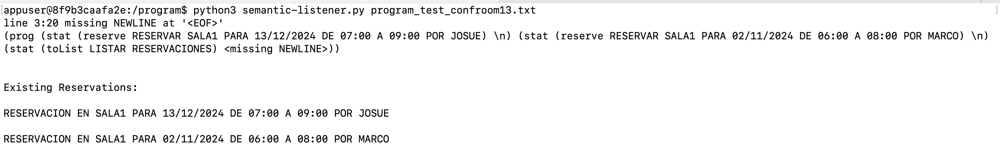 appuser@8f9b3caafa2e:/program$ python3 semantic-listener.py program_test_confroom13.txt
line 3:20 missing NEWLINE at '<EOF>'
(prog (stat (reserve RESERVAR SALA1 PARA 13/12/2024 DE 07:00 A 09:00 POR JOSUE) \n) (stat (reserve RESERVAR SALA1 PARA 02/11/2024 DE 06:00 A 08:00 POR MARCO) \n)
(stat (toList LISTAR RESERVACIONES) <missing NEWLINE>))
Existing Reservations:
RESERVACION EN SALA1 PARA 13/12/2024 DE 07:00 A 09:00 POR JOSUE
RESERVACION EN SALA1 PARA 02/11/2024 DE 06:00 A 08:00 POR MARCO